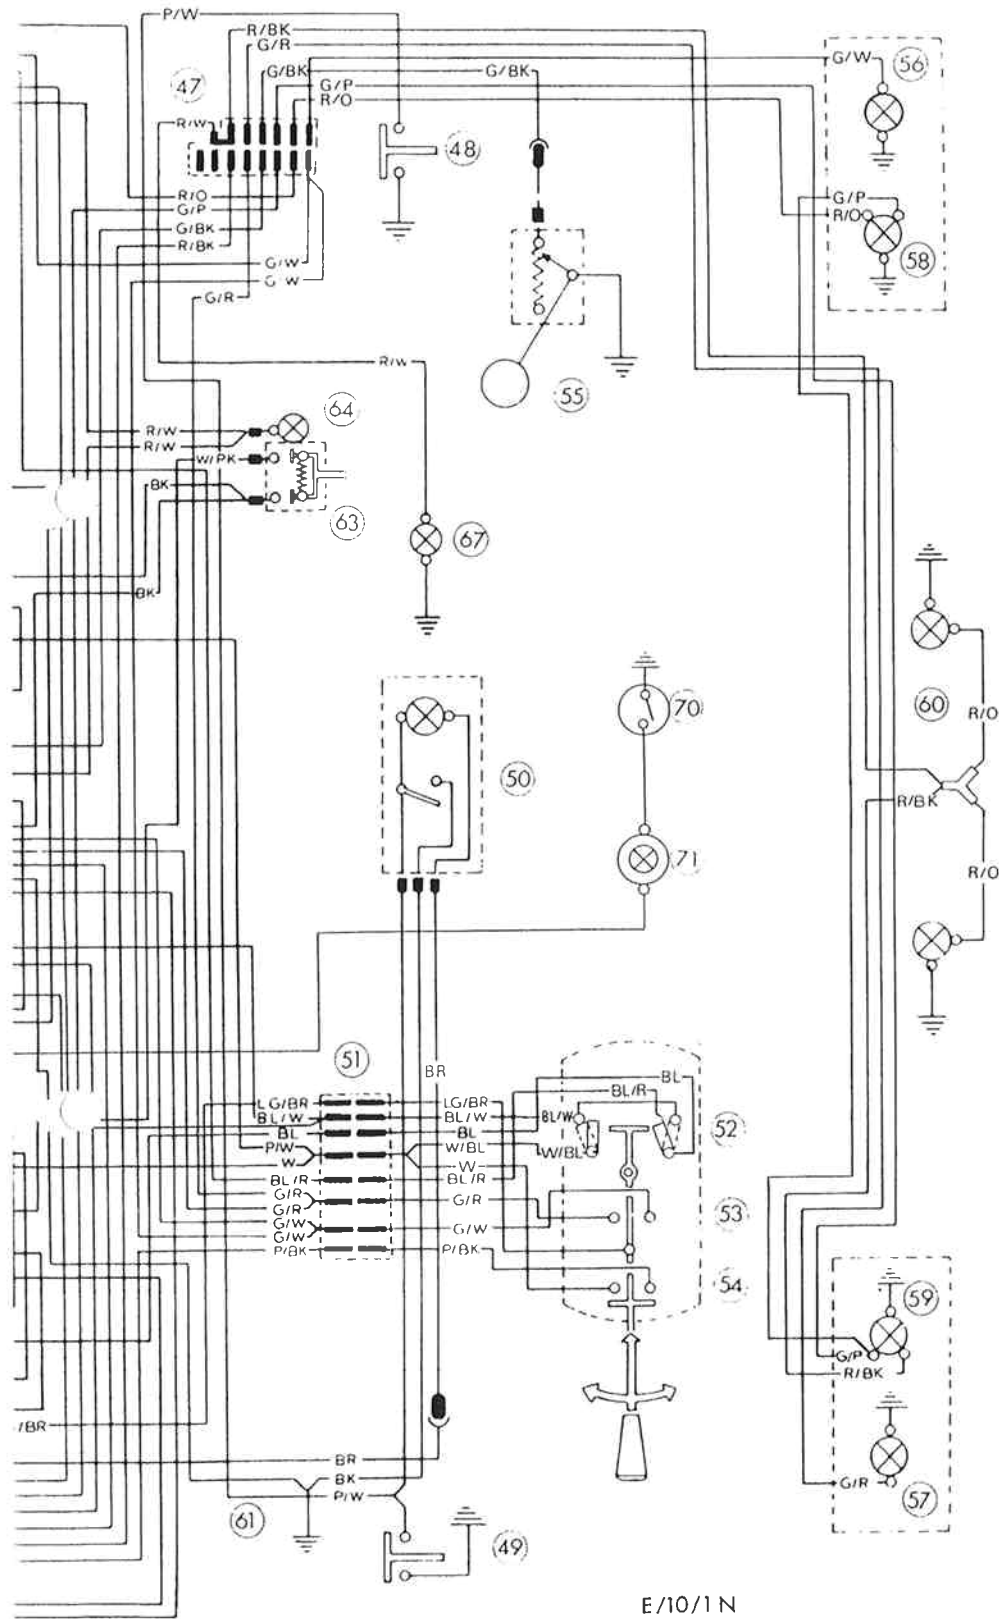 P/W
R/BK
G/R
G/BK G/BK
G/P
R/O
G/W 56
47
R/W
48
R/O
G/P
G/BK
R/BK
G/W
G W
G/R
G/P
R/O
58
R/W
55
64
R/W
R/W
W/PK
BK
63
67
BK
60
R/O
70
50
R/BK
71
R/O
51
BR
BL
BL/R
LG/BR LG/BR
BL/W BL/W BL/W
BL BL
52
P/W W/BL W/BL
W W
BL/R BL/R
G/R G/R
G/R
53
G/W G/W
G/W
P/BK P/BK
54
59
G/P
R/BK
/BR
BR
BK
G/R
57
P/W
61
49
E/10/1N